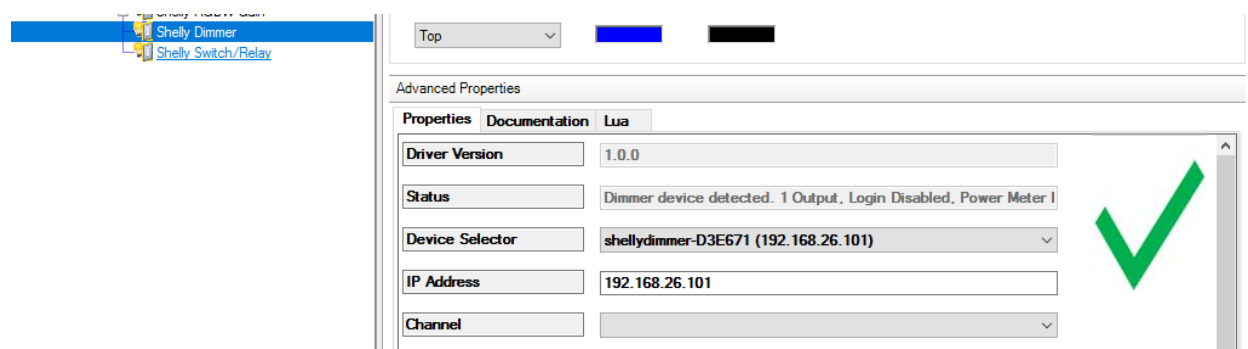 Shelly Dimmer
Shelly Switch/Relay
Top
Advanced Properties
Properties Documentation Lua
Driver Version 1.0.0
Status Dimmer device detected. 1 Output, Login Disabled, Power Meter
Device Selector shellydimmer-D3E671 (192.168.26.101)
IP Address 192.168.26.101
Channel